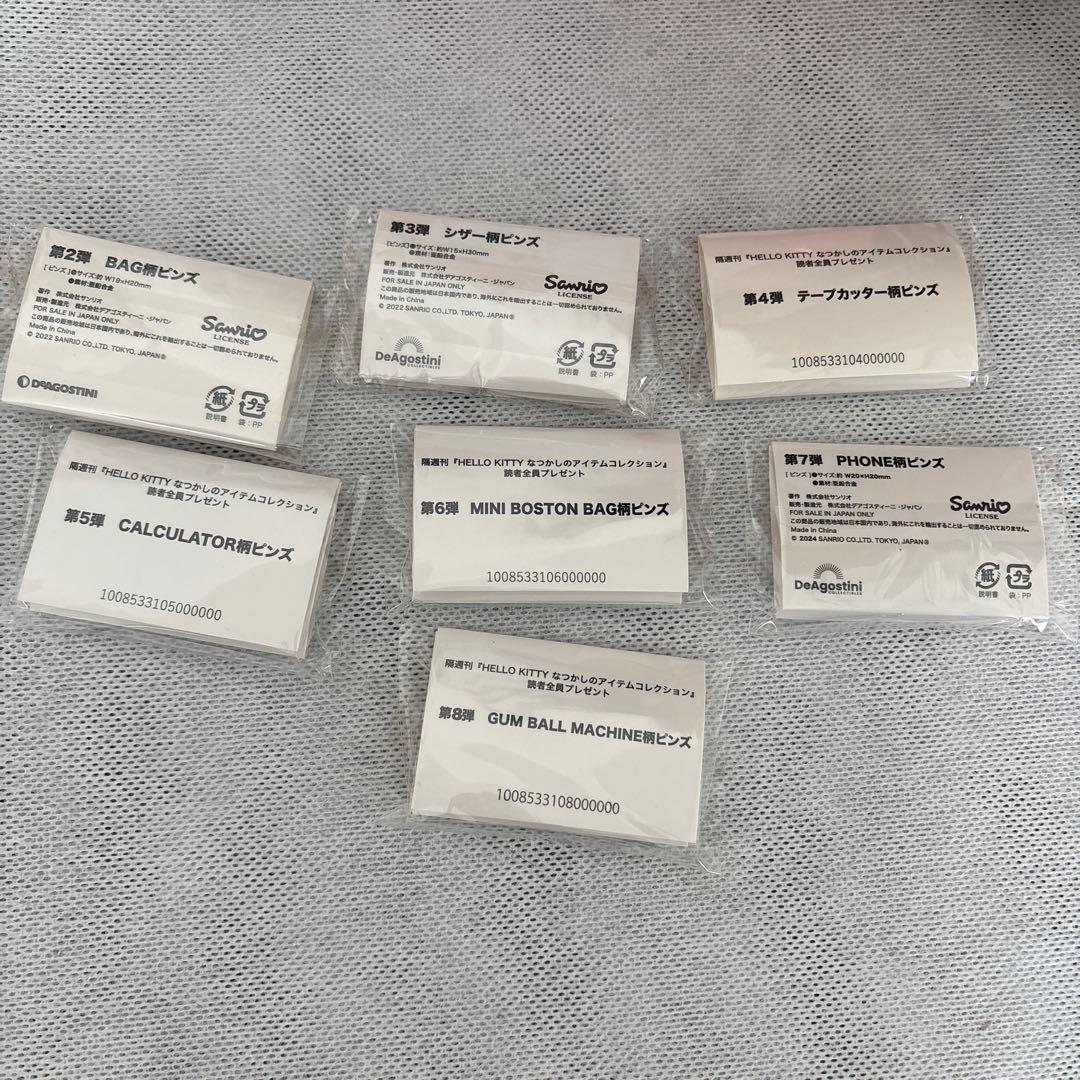 第2弾 BAG柄ピンズ
[ピンズ]●サイズ:約 W18×H20mm
●素材:亜鉛合金
著作 株式会社サンリオ
販売・製造元 株式会社デアゴスティーニ・ジャパン
FOR SALE IN JAPAN ONLY
この商品の販売地域は日本国内であり、海外にこれを輸出することは一切認められておりません。
Made in China
© 2022 SANRIO CO.,LTD. TOKYO, JAPAN Ⓡ
Sanrio
LICENSE
DEAGOSTINI
紙
説明書
プラ
袋:PP
第3弾 シザー柄ピンズ
[ピンズ]●サイズ:約W15×H30mm
●素材:亜鉛合金
著作 株式会社サンリオ
販売・製造元 株式会社デアゴスティーニ・ジャパン
FOR SALE IN JAPAN ONLY
この商品の販売地域は日本国内であり、海外にこれを輸出することは一切認められておりません。
Made in China
© 2022 SANRIO CO.,LTD. TOKYO, JAPAN Ⓡ
Sanrio
LICENSE
DeAgostini
COLLECTIBLES
紙
説明書
プラ
袋:PP
隔週刊『HELLO KITTY なつかしのアイテムコレクション』
読者全員プレゼント
第4弾 テープカッター柄ピンズ
1008533104000000
隔週刊『HELLO KITTY なつかしのアイテムコレクション』
読者全員プレゼント
第5弾 CALCULATOR柄ピンズ
1008533105000000
隔週刊『HELLO KITTY なつかしのアイテムコレクション』
読者全員プレゼント
第6弾 MINI BOSTON BAG柄ピンズ
1008533106000000
第7弾 PHONE柄ピンズ
[ピンズ]●サイズ:約 W20×H20mm
●素材:亜鉛合金
著作 株式会社サンリオ
販売・製造元 株式会社デアゴスティーニ・ジャパン
FOR SALE IN JAPAN ONLY
この商品の販売地域は日本国内であり、海外にこれを輸出することは一切認められておりません。
Made in China
© 2024 SANRIO CO.,LTD. TOKYO, JAPAN Ⓡ
Sanrio
LICENSE
DeAgostini
COLLECTIBLES
紙
説明書
プラ
袋:PP
隔週刊『HELLO KITTY なつかしのアイテムコレクション』
読者全員プレゼント
第8弾 GUM BALL MACHINE柄ピンズ
1008533108000000